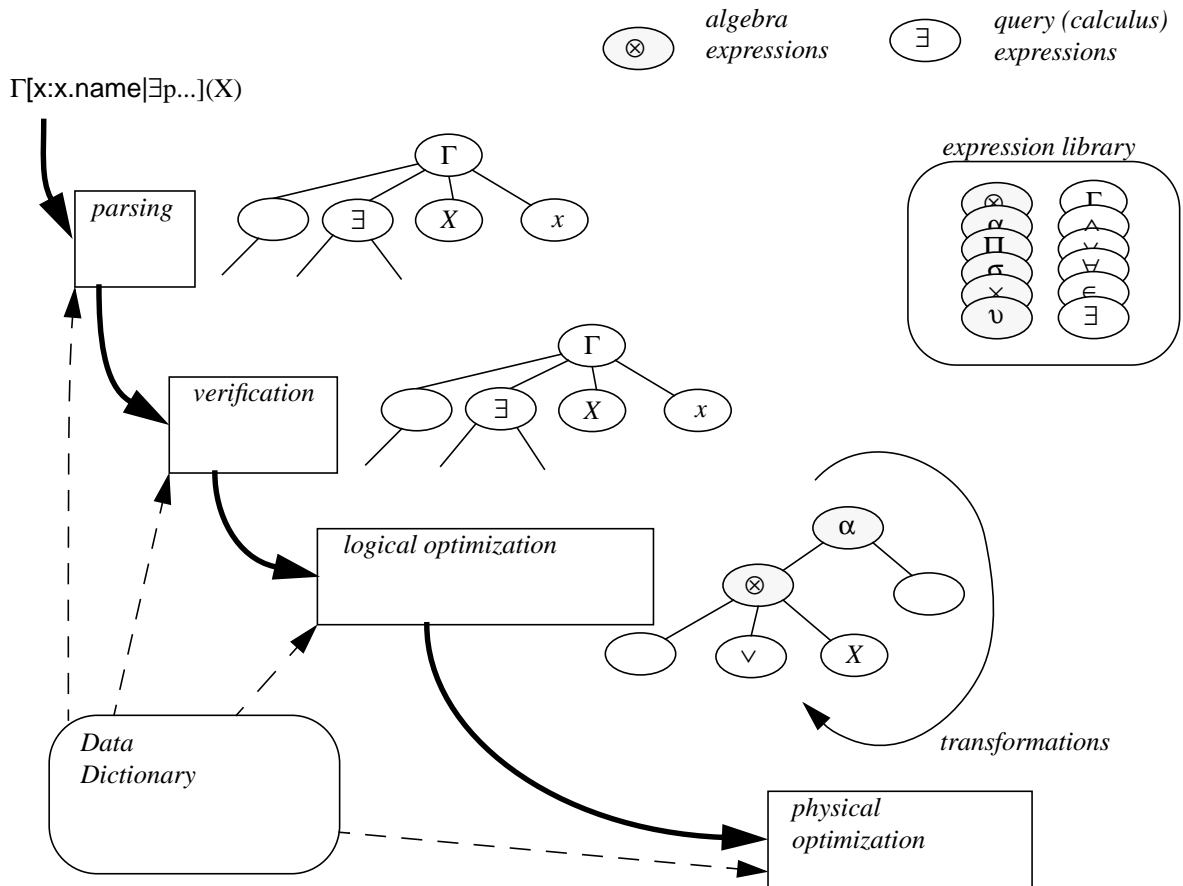 algebra
expressions
⊗
query (calculus)
expressions
∃
Γ[x:x.name|∃p...](X)
expression library
⊗
α
Π
σ
×
υ
Γ
∧
∨
∀
∈
∃
parsing
Γ
∃
X
x
verification
Γ
∃
X
x
logical optimization
α
⊗
∨
X
transformations
Data
Dictionary
physical
optimization